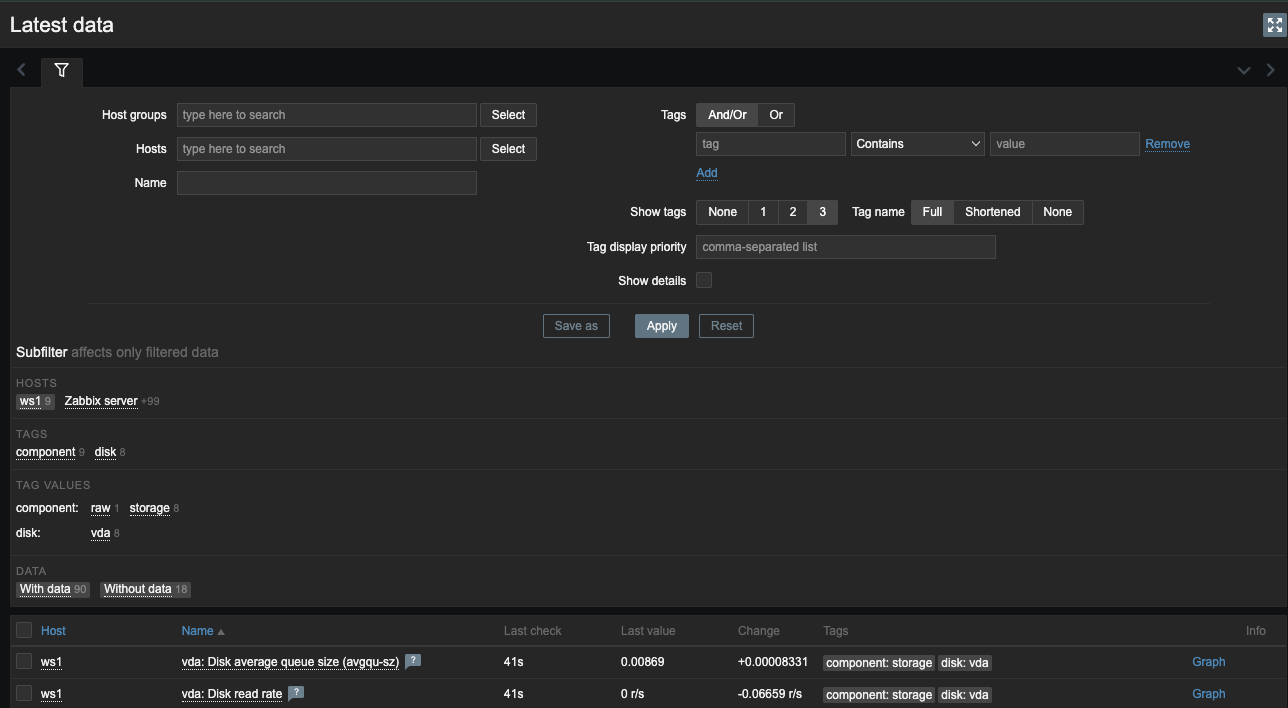 Latest data
Host groups type here to search Select Tags And/Or Or
Hosts type here to search Select tag Contains value Remove
Add
Name
Show tags None 1 2 3 Tag name Full Shortened None
Tag display priority comma-separated list
Show details
Save as Apply Reset
Subfilter affects only filtered data
HOSTS
ws1 9 Zabbix server +99
TAGS
component 9 disk 8
TAG VALUES
component: raw 1 storage 8
disk: vda 8
DATA
With data 90 Without data 18
Host Name Last check Last value Change Tags Info
ws1 vda: Disk average queue size (avgqu-sz) ? 41s 0.00869 +0.00008331 component: storage disk: vda Graph
ws1 vda: Disk read rate ? 41s 0 r/s -0.06659 r/s component: storage disk: vda Graph